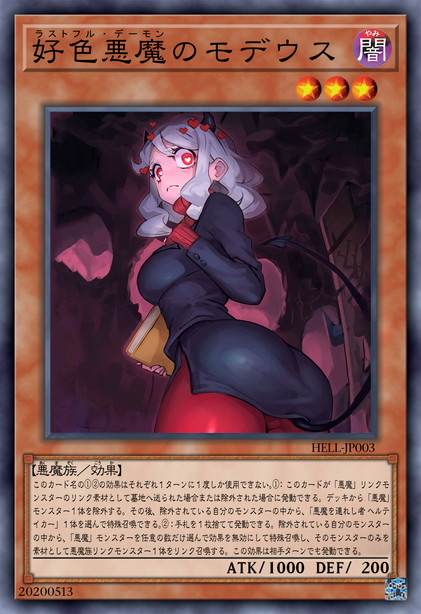 ラストフル・デーモン
好色悪魔のモデウス
やみ
闇
HELL-JP003
【悪魔族／効果】
このカード名の①②の効果はそれぞれ１ターンに１度しか使用できない。①：このカードが「悪魔」リンク
モンスターのリンク素材として墓地へ送られた場合または除外された場合に発動できる。デッキから「悪魔」
モンスター１体を除外する。その後、除外されている自分のモンスターの中から、「悪魔を連れし者 ヘルテ
イカー」１体を選んで特殊召喚できる。②：手札を１枚捨てて発動できる。除外されている自分のモンスター
の中から、「悪魔」モンスターを任意の数だけ選んで効果を無効にして特殊召喚し、そのモンスターのみを
素材として悪魔族リンクモンスター１体をリンク召喚する。この効果は相手ターンでも発動できる。
ATK/1000 DEF/ 200
20200513